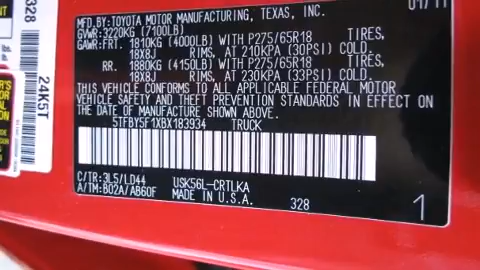 01/11
MFD.BY:TOYOTA MOTOR MANUFACTURING, TEXAS, INC.
GVWR:3220KG (7100LB)
GAWR:FRT. 1810KG (4000LB) WITH P275/65R18 TIRES,
18X8J RIMS, AT 210KPA (30PSI) COLD.
RR. 1880KG (4150LB) WITH P275/65R18 TIRES,
18X8J RIMS, AT 230KPA (33PSI) COLD.
THIS VEHICLE CONFORMS TO ALL APPLICABLE FEDERAL MOTOR
VEHICLE SAFETY AND THEFT PREVENTION STANDARDS IN EFFECT ON
THE DATE OF MANUFACTURE SHOWN ABOVE.
5TFBY5F1XBX183934 TRUCK
C/TR:3L5/LD44 USK56L-CRTLKA
A/TM:B02A/AB60F MADE IN U.S.A.
328
1
328
24K5T
lbs.